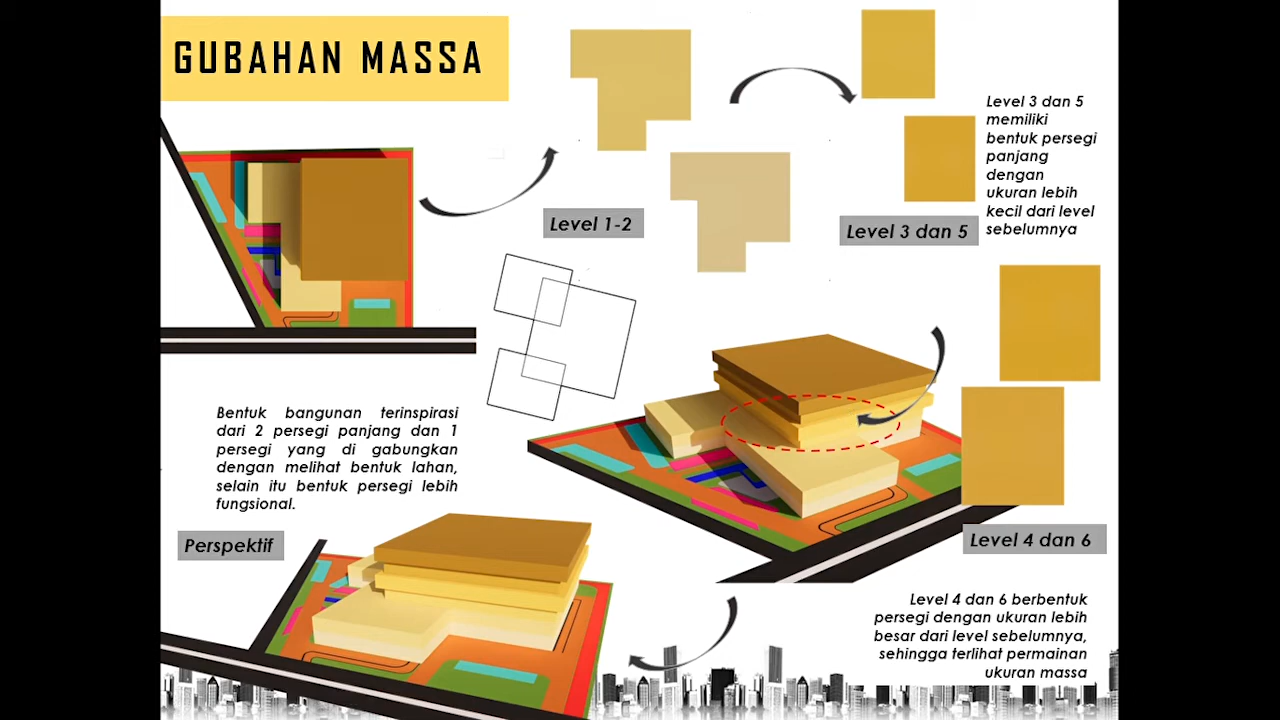 GUBAHAN MASSA
Level 3 dan 5
memiliki
bentuk persegi
panjang
dengan
ukuran lebih
kecil dari level
sebelumnya
Level 1-2
Level 3 dan 5
Bentuk bangunan terinspirasi
dari 2 persegi panjang dan 1
persegi yang di gabungkan
dengan melihat bentuk lahan,
selain itu bentuk persegi lebih
fungsional.
Perspektif
Level 4 dan 6
Level 4 dan 6 berbentuk
persegi dengan ukuran lebih
besar dari level sebelumnya,
sehingga terlihat permainan
ukuran massa